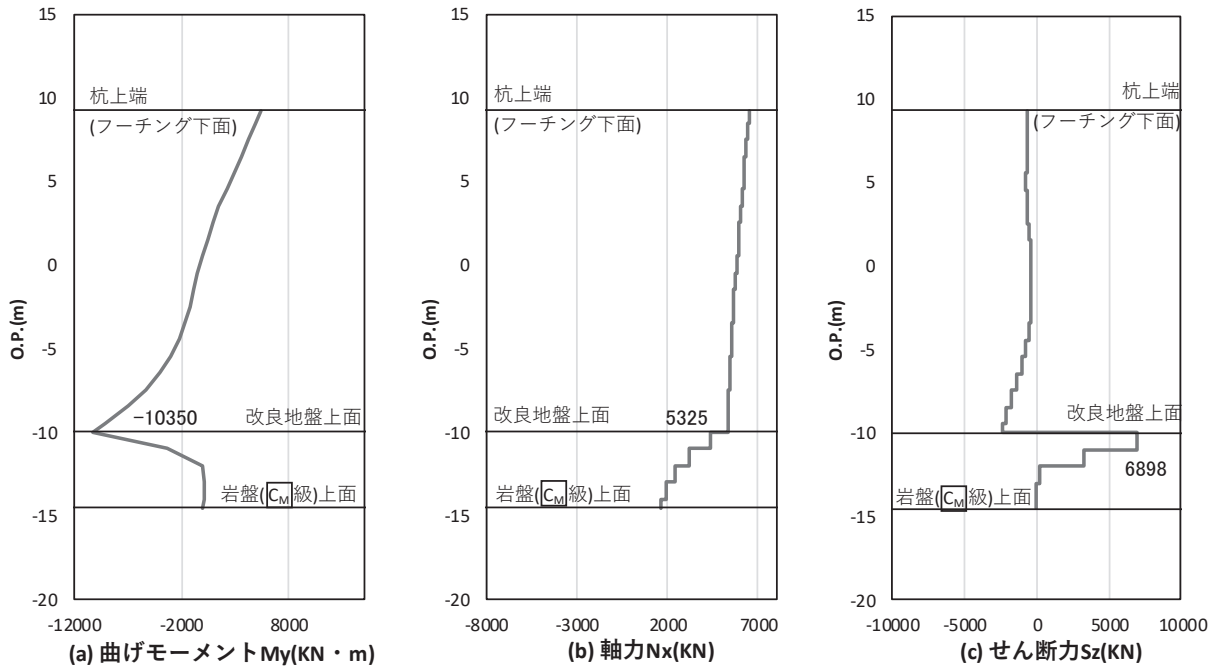 15
10
5
0
-5
-10
-15
-20
O.P.(m)
杭上端
(フーチング下面)
−10350
改良地盤上面
岩盤(CM級)上面
-12000
-2000
8000
(a) 曲げモーメントMy(KN・m)
15
10
5
0
-5
-10
-15
-20
O.P.(m)
杭上端
(フーチング下面)
改良地盤上面
5325
岩盤(CM級)上面
-8000
-3000
2000
7000
(b) 軸力Nx(KN)
15
10
5
0
-5
-10
-15
-20
O.P.(m)
杭上端
(フーチング下面)
改良地盤上面
6898
岩盤(CM級)上面
-10000
-5000
0
5000
10000
(c) せん断力Sz(KN)